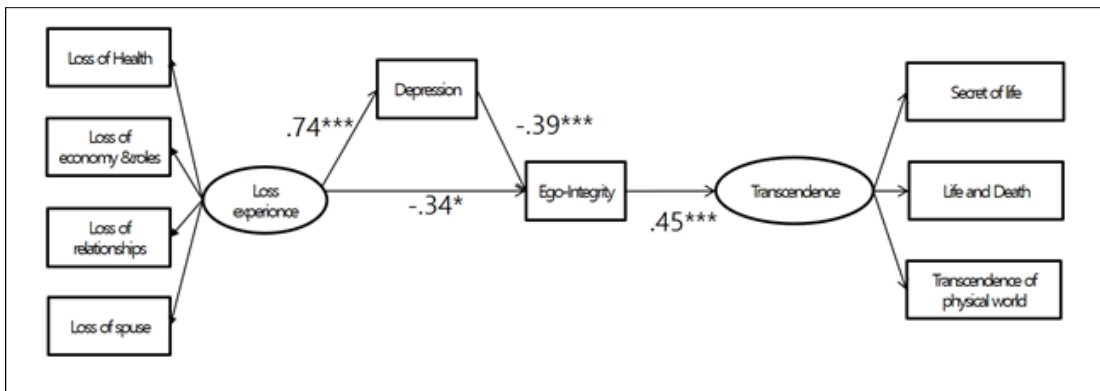 Loss of Health
Loss of
economy &roles
Loss of
relationships
Loss of spuse
Loss
experionce
.74***
Depression
-.39***
-.34*
Ego-Integrity
.45***
Transcendence
Secret of life
Life and Death
Transcendence of
physical world